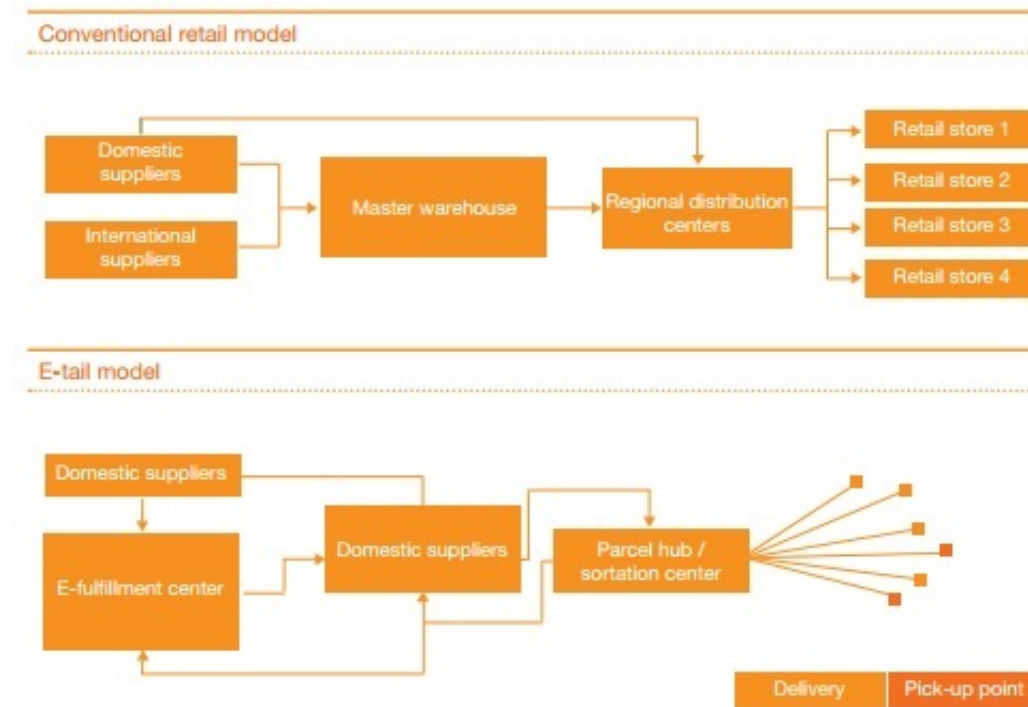 Conventional retail model
Domestic
suppliers
International
suppliers
Master warehouse
Regional distribution
centers
Retail store 1
Retail store 2
Retail store 3
Retail store 4
E-tail model
Domestic suppliers
E-fulfillment center
Domestic suppliers
Parcel hub /
sortation center
Delivery
Pick-up point